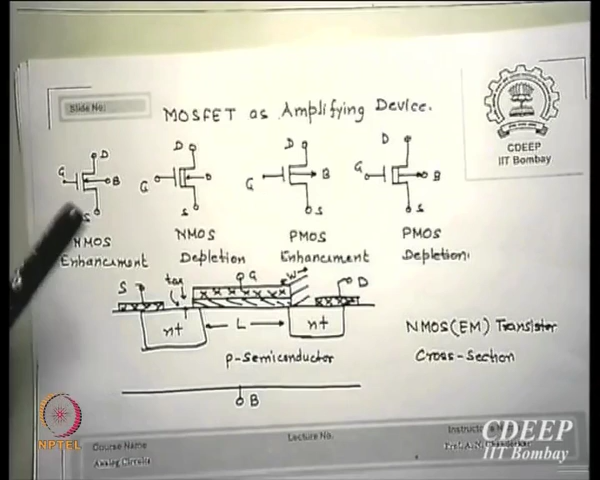 Slide No:
MOSFET as Amplifying Device.
CDEEP
IIT Bombay
D
G
B
S
NMOS
Enhancement
D
G
S
NMOS
Depletion
D
G
B
S
PMOS
Enhancement
D
G
B
S
PMOS
Depletion
S
tox
G
W
D
n+
L
n+
p-Semiconductor
B
NMOS(EM) Transistor
Cross-Section
NPTEL
Course Name
Analog Circuits
Lecture No.
CDEEP
IIT Bombay